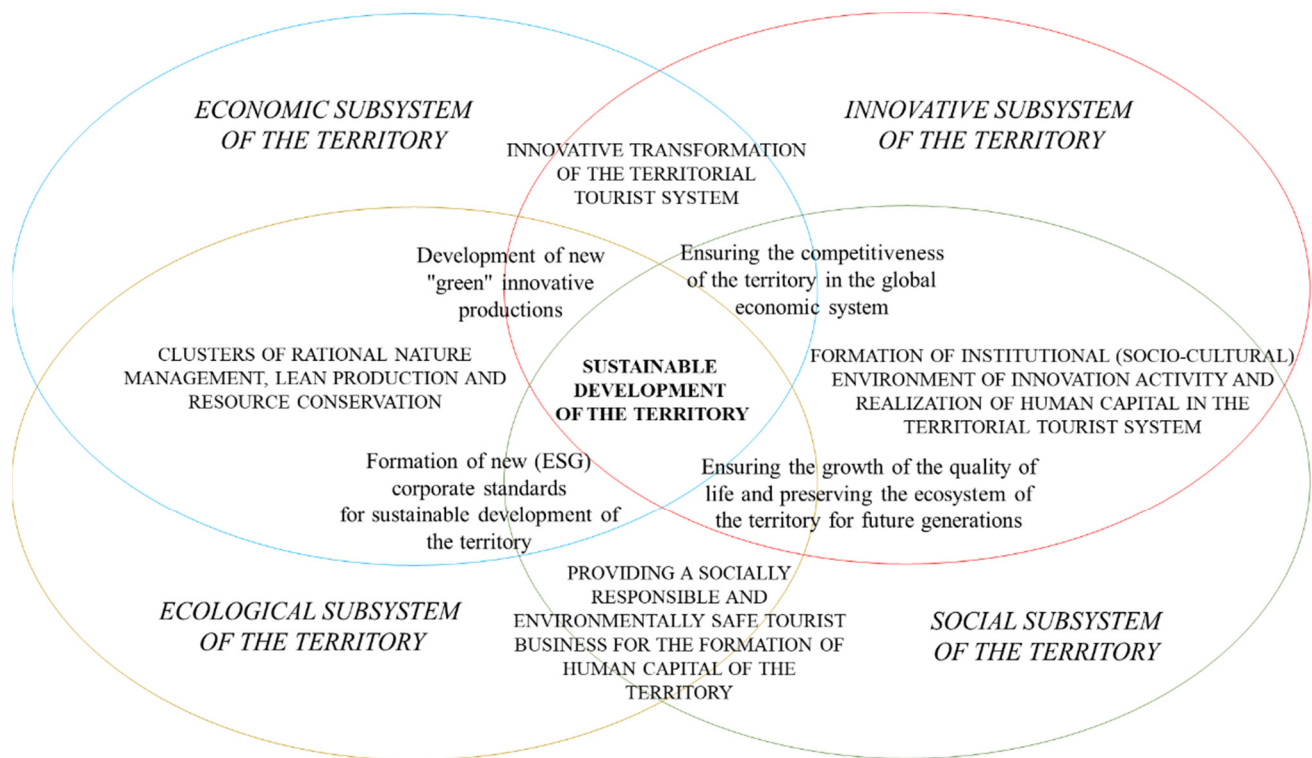 ECONOMIC SUBSYSTEM
OF THE TERRITORY
INNOVATIVE SUBSYSTEM
OF THE TERRITORY
INNOVATIVE TRANSFORMATION
OF THE TERRITORIAL
TOURIST SYSTEM
Development of new
"green" innovative
productions
Ensuring the competitiveness
of the territory in the global
economic system
CLUSTERS OF RATIONAL NATURE
MANAGEMENT, LEAN PRODUCTION AND
RESOURCE CONSERVATION
SUSTAINABLE
DEVELOPMENT
OF THE TERRITORY
FORMATION OF INSTITUTIONAL (SOCIO-CULTURAL)
ENVIRONMENT OF INNOVATION ACTIVITY AND
REALIZATION OF HUMAN CAPITAL IN THE
TERRITORIAL TOURIST SYSTEM
Formation of new (ESG)
corporate standards
for sustainable development of
the territory
Ensuring the growth of the quality of
life and preserving the ecosystem of
the territory for future generations
PROVIDING A SOCIALLY
RESPONSIBLE AND
ENVIRONMENTALLY SAFE TOURIST
BUSINESS FOR THE FORMATION OF
HUMAN CAPITAL OF THE
TERRITORY
ECOLOGICAL SUBSYSTEM
OF THE TERRITORY
SOCIAL SUBSYSTEM
OF THE TERRITORY